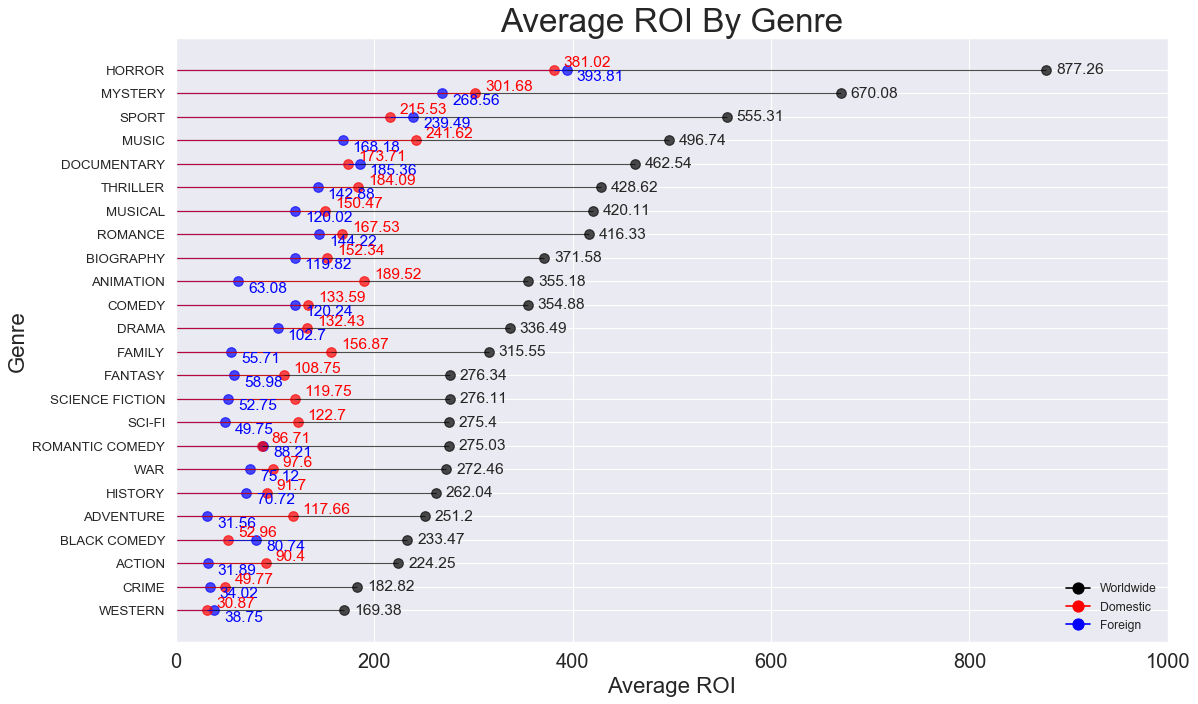 Average ROI By Genre
Genre
HORROR 381.02 393.81 877.26
MYSTERY 301.68 268.56 670.08
SPORT 215.53 239.49 555.31
MUSIC 241.62 168.18 496.74
DOCUMENTARY 173.71 185.36 462.54
THRILLER 184.09 142.88 428.62
MUSICAL 150.47 120.02 420.11
ROMANCE 167.53 144.22 416.33
BIOGRAPHY 152.34 119.82 371.58
ANIMATION 189.52 63.08 355.18
COMEDY 133.59 120.24 354.88
DRAMA 132.43 102.7 336.49
FAMILY 156.87 55.71 315.55
FANTASY 108.75 58.98 276.34
SCIENCE FICTION 119.75 52.75 276.11
SCI-FI 122.7 49.75 275.4
ROMANTIC COMEDY 86.71 88.21 275.03
WAR 97.6 75.12 272.46
HISTORY 91.7 70.72 262.04
ADVENTURE 117.66 31.56 251.2
BLACK COMEDY 52.96 80.74 233.47
ACTION 90.4 31.89 224.25
CRIME 49.77 34.02 182.82
WESTERN 30.87 38.75 169.38
Worldwide
Domestic
Foreign
0 200 400 600 800 1000
Average ROI